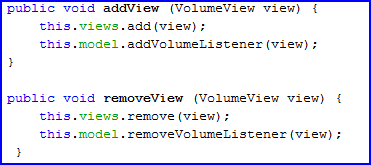 public void addView (VolumeView view) {
    this.views.add(view);
    this.model.addVolumeListener(view);
}

public void removeView (VolumeView view) {
    this.views.remove(view);
    this.model.removeVolumeListener(view);
 }